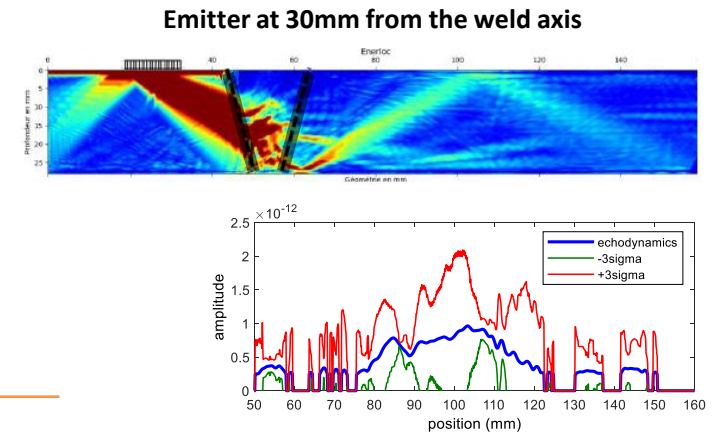 Emitter at 30mm from the weld axis
Enerloc
0 40 60 80 100 120 140
0
5
10
15
20
25
Profondeur en mm
Géométrie en mm
×10^-12
2.5
2
1.5
1
0.5
0
amplitude
echodynamics
-3sigma
+3sigma
50 60 70 80 90 100 110 120 130 140 150 160
position (mm)